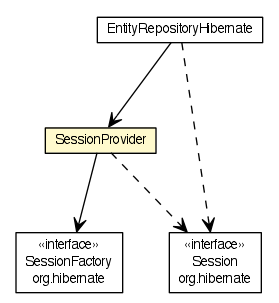 EntityRepositoryHibernate
SessionProvider
«interface»
SessionFactory
org.hibernate
«interface»
Session
org.hibernate